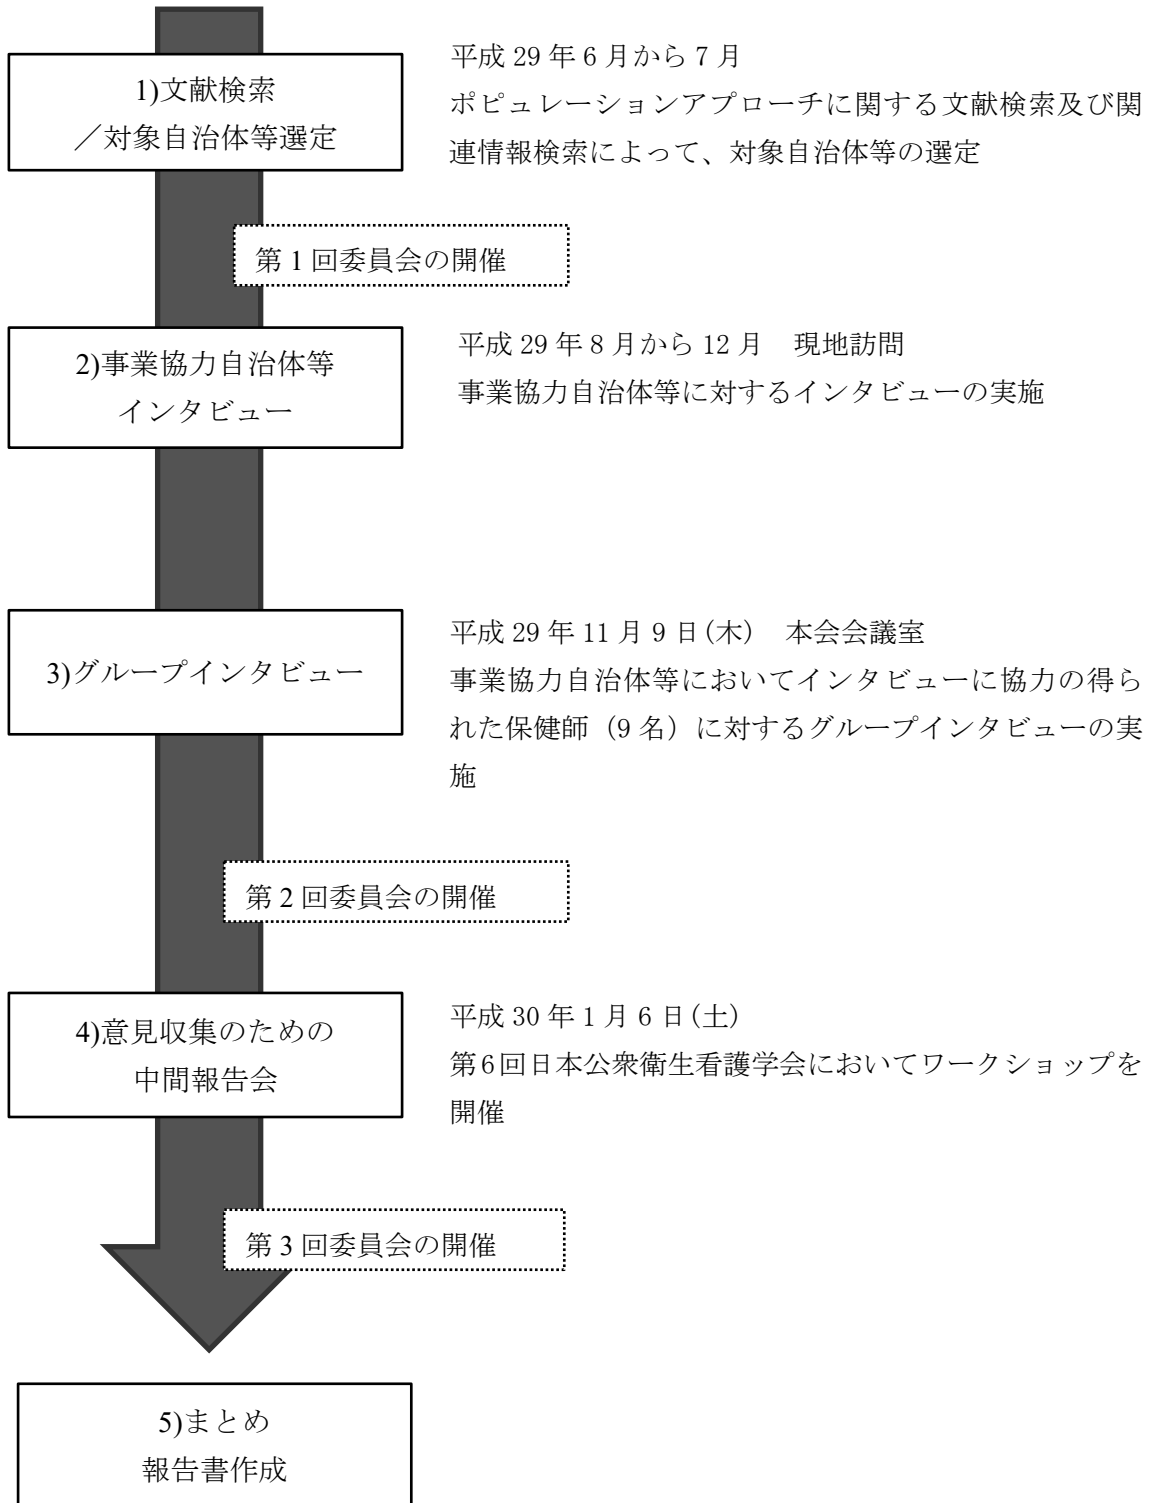 1)文献検索
／対象自治体等選定
平成 29 年 6 月から 7 月
ポピュレーションアプローチに関する文献検索及び関
連情報検索によって、対象自治体等の選定
第 1 回委員会の開催
2)事業協力自治体等
インタビュー
平成 29 年 8 月から 12 月　現地訪問
事業協力自治体等に対するインタビューの実施
3)グループインタビュー
平成 29 年 11 月 9 日(木)　本会会議室
事業協力自治体等においてインタビューに協力の得ら
れた保健師（9 名）に対するグループインタビューの実
施
第 2 回委員会の開催
4)意見収集のための
中間報告会
平成 30 年 1 月 6 日(土)
第6回日本公衆衛生看護学会においてワークショップを
開催
第 3 回委員会の開催
5)まとめ
報告書作成